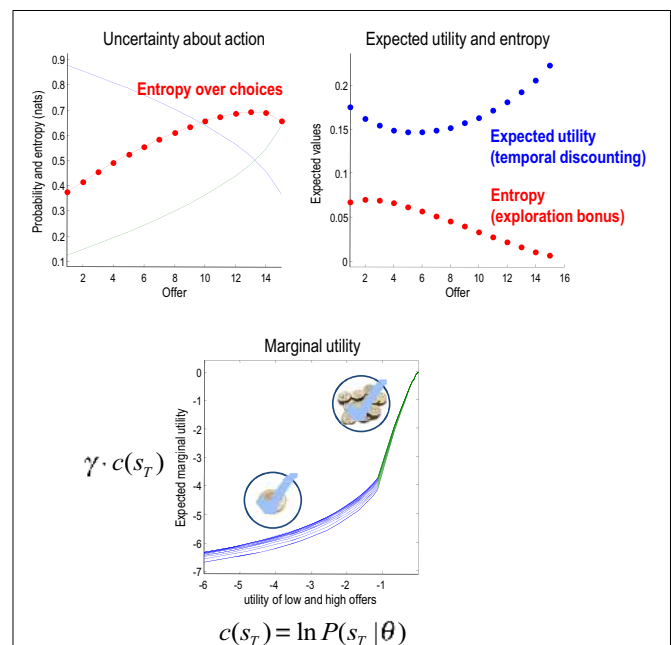 Uncertainty about action
Probability and entropy (nats)
0.9
0.8
0.7
0.6
0.5
0.4
0.3
0.2
0.1
Entropy over choices
2 4 6 8 10 12 14
Offer
Expected utility and entropy
Expected values
0.2
0.15
0.1
0.05
0
Expected utility
(temporal discounting)
Entropy
(exploration bonus)
2 4 6 8 10 12 14 16
Offer
Marginal utility
γ · c(s_T)
Expected marginal utility
0
-1
-2
-3
-4
-5
-6
-7
-6 -5 -4 -3 -2 -1
utility of low and high offers
c(s_T) = ln P(s_T | θ)